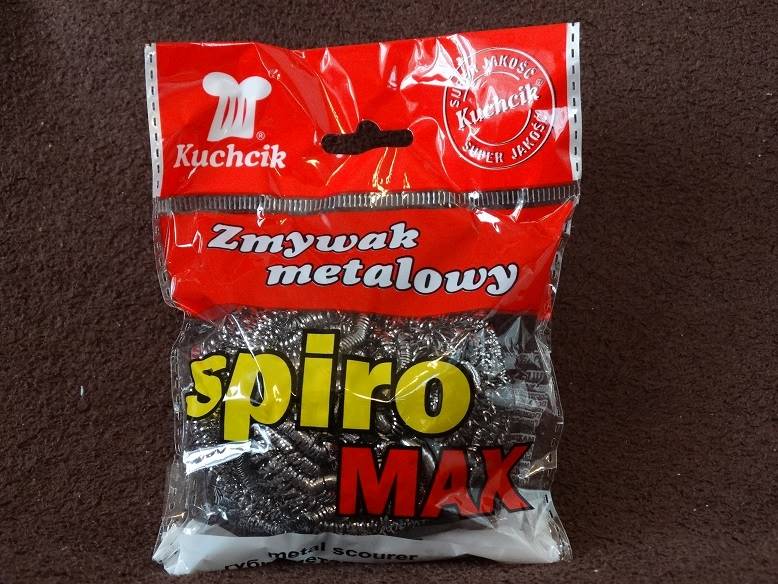 Kuchcik
®
SUPER JAKOŚĆ
Kuchcik
SUPER JAKOŚĆ
Zmywak
metalowy
spiro
MAX
metal scourer